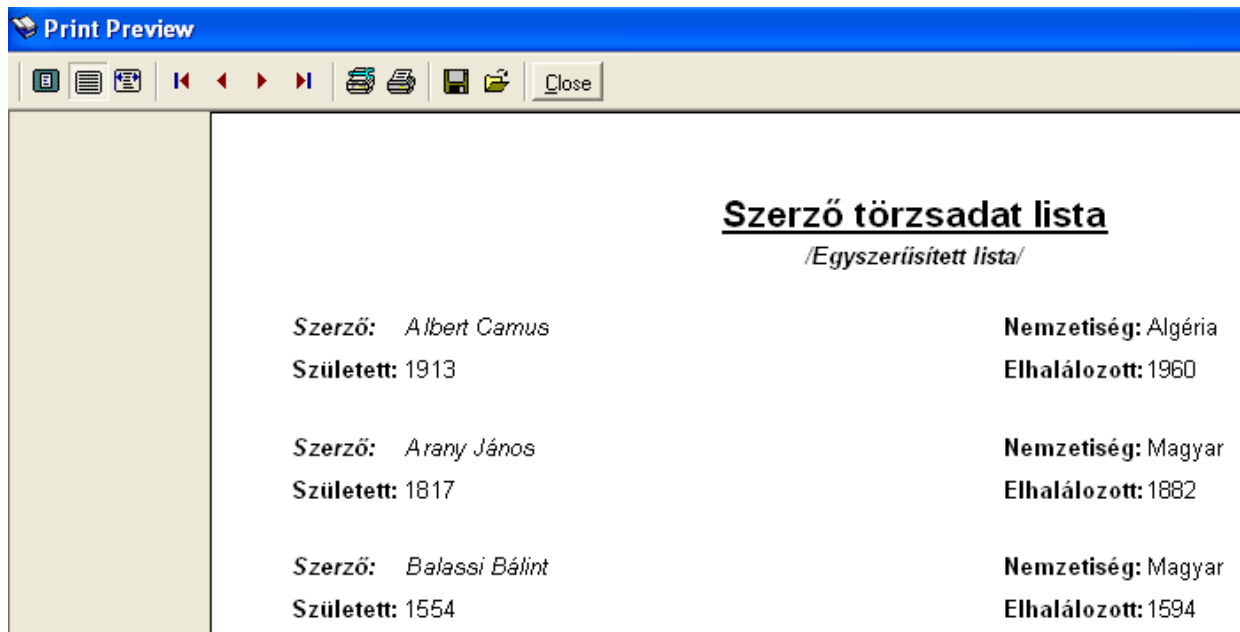 Print Preview
Close
Szerző törzsadat lista
/Egyszerűsített lista/
Szerző: Albert Camus Nemzetiség: Algéria
Született: 1913 Elhalálozott: 1960
Szerző: Arany János Nemzetiség: Magyar
Született: 1817 Elhalálozott: 1882
Szerző: Balassi Bálint Nemzetiség: Magyar
Született: 1554 Elhalálozott: 1594